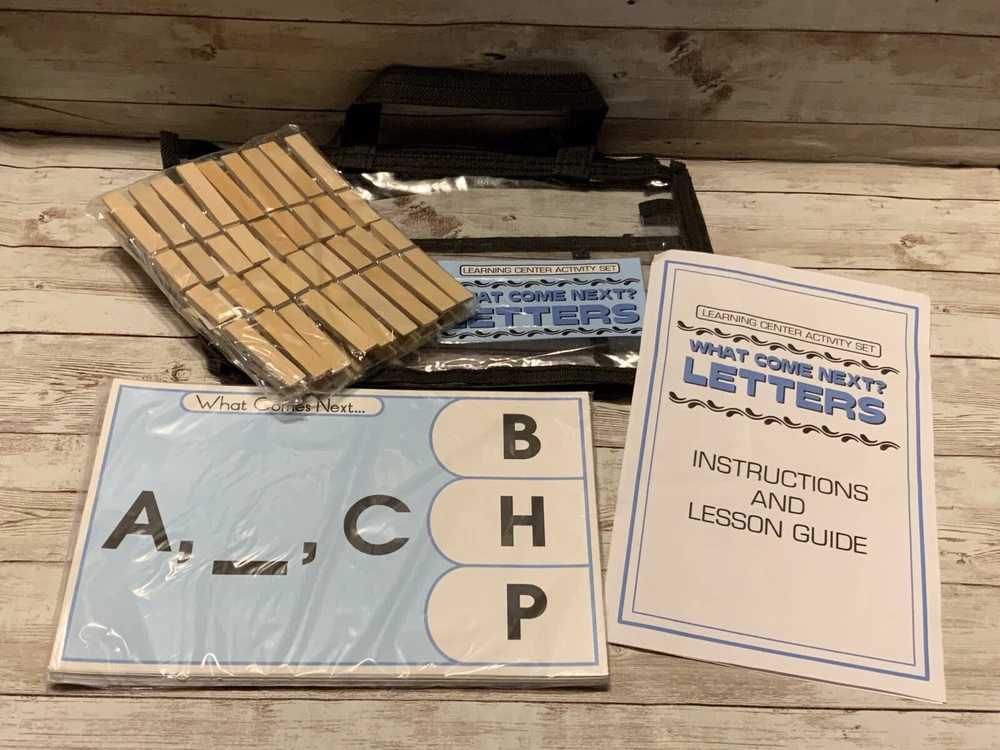 LEARNING CENTER ACTIVITY SET
WHAT COME NEXT?
LETTERS
LEARNING CENTER ACTIVITY SET
WHAT COME NEXT?
LETTERS
INSTRUCTIONS
AND
LESSON GUIDE
What Comes Next...
A, __, C
B
H
P